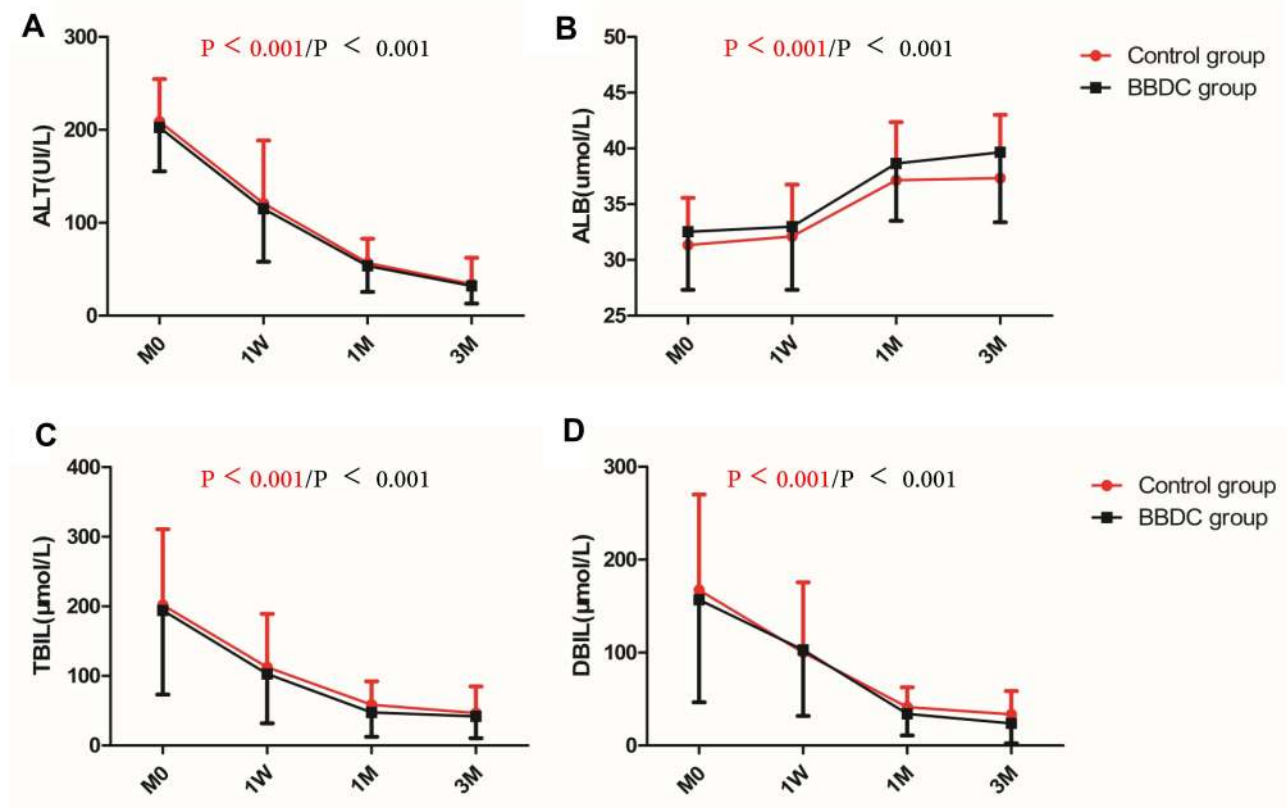 A
P < 0.001/P < 0.001
ALT(UI/L)
300
200
100
0
M0
1W
1M
3M
B
P < 0.001/P < 0.001
ALB(umol/L)
50
45
40
35
30
25
M0
1W
1M
3M
Control group
BBDC group
C
P < 0.001/P < 0.001
TBIL(μmol/L)
400
300
200
100
0
M0
1W
1M
3M
D
P < 0.001/P < 0.001
DBIL(μmol/L)
300
200
100
0
M0
1W
1M
3M
Control group
BBDC group